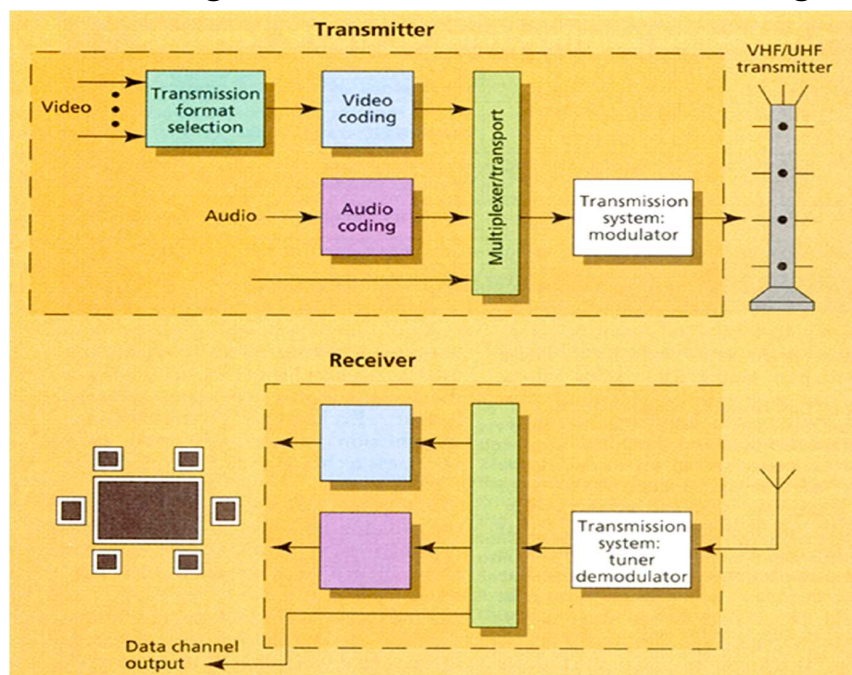 Transmitter
VHF/UHF
transmitter
Video
Transmission
format
selection
Video
coding
Audio
Audio
coding
Multiplexer/transport
Transmission
system:
modulator
Receiver
Transmission
system:
tuner
demodulator
Data channel
output